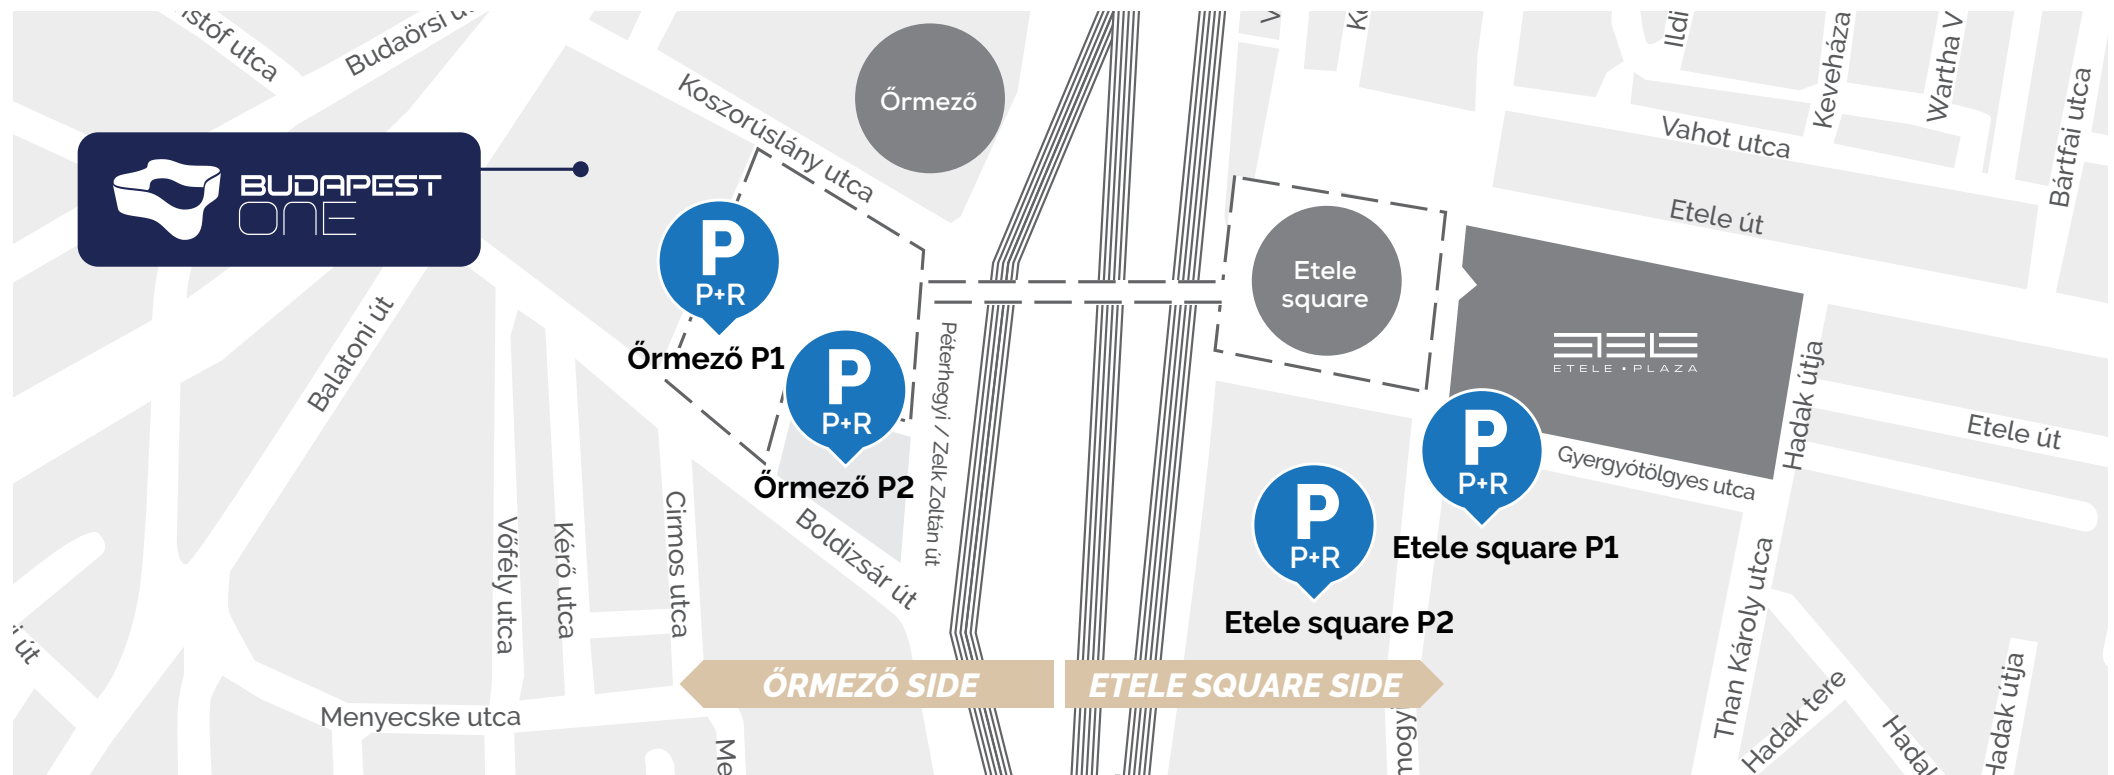 Budaörsi
utca
Koszorúslány utca
Őrmező
Vahot utca
Keveháza
Wartha V
Bártfai utca
Etele út
BUDAPEST
ONE
P
P+R
Őrmező P1
P
P+R
Őrmező P2
Etele
square
ETELE • PLAZA
Balatoni út
Péterhegyi / Zelk Zoltán út
Hadak útja
Etele út
Gyergyótölgyes utca
P
P+R
Etele square P1
P
P+R
Etele square P2
Vőfély utca
Kérő utca
Cirmos utca
Boldizsár út
Than Károly utca
út
ŐRMEZŐ SIDE
ETELE SQUARE SIDE
Menyecske utca
Hadak tere
Hadak útja